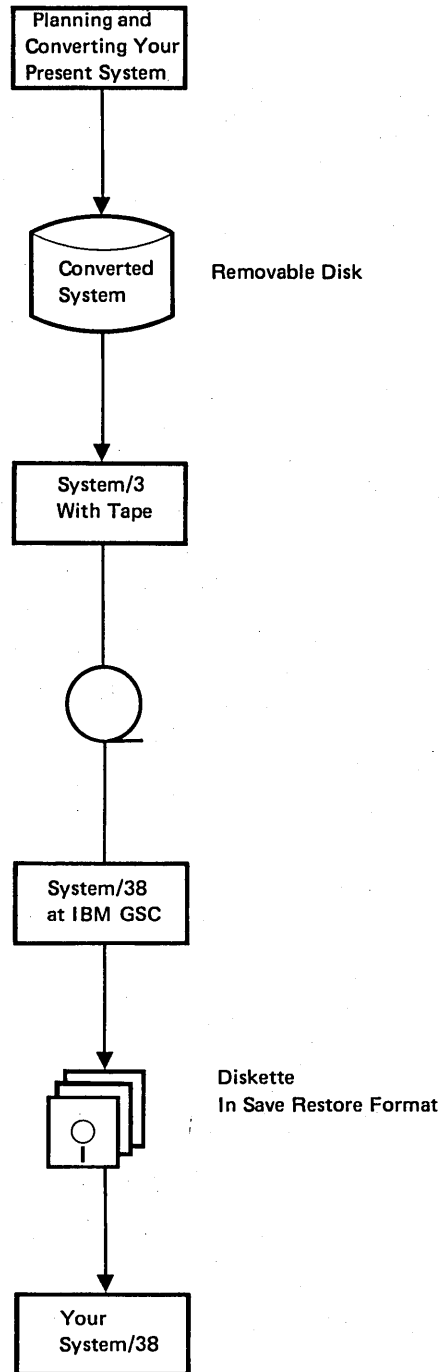 Planning and
Converting Your
Present System
Converted
System
Removable Disk
System/3
With Tape
System/38
at IBM GSC
Diskette
In Save Restore Format
Your
System/38